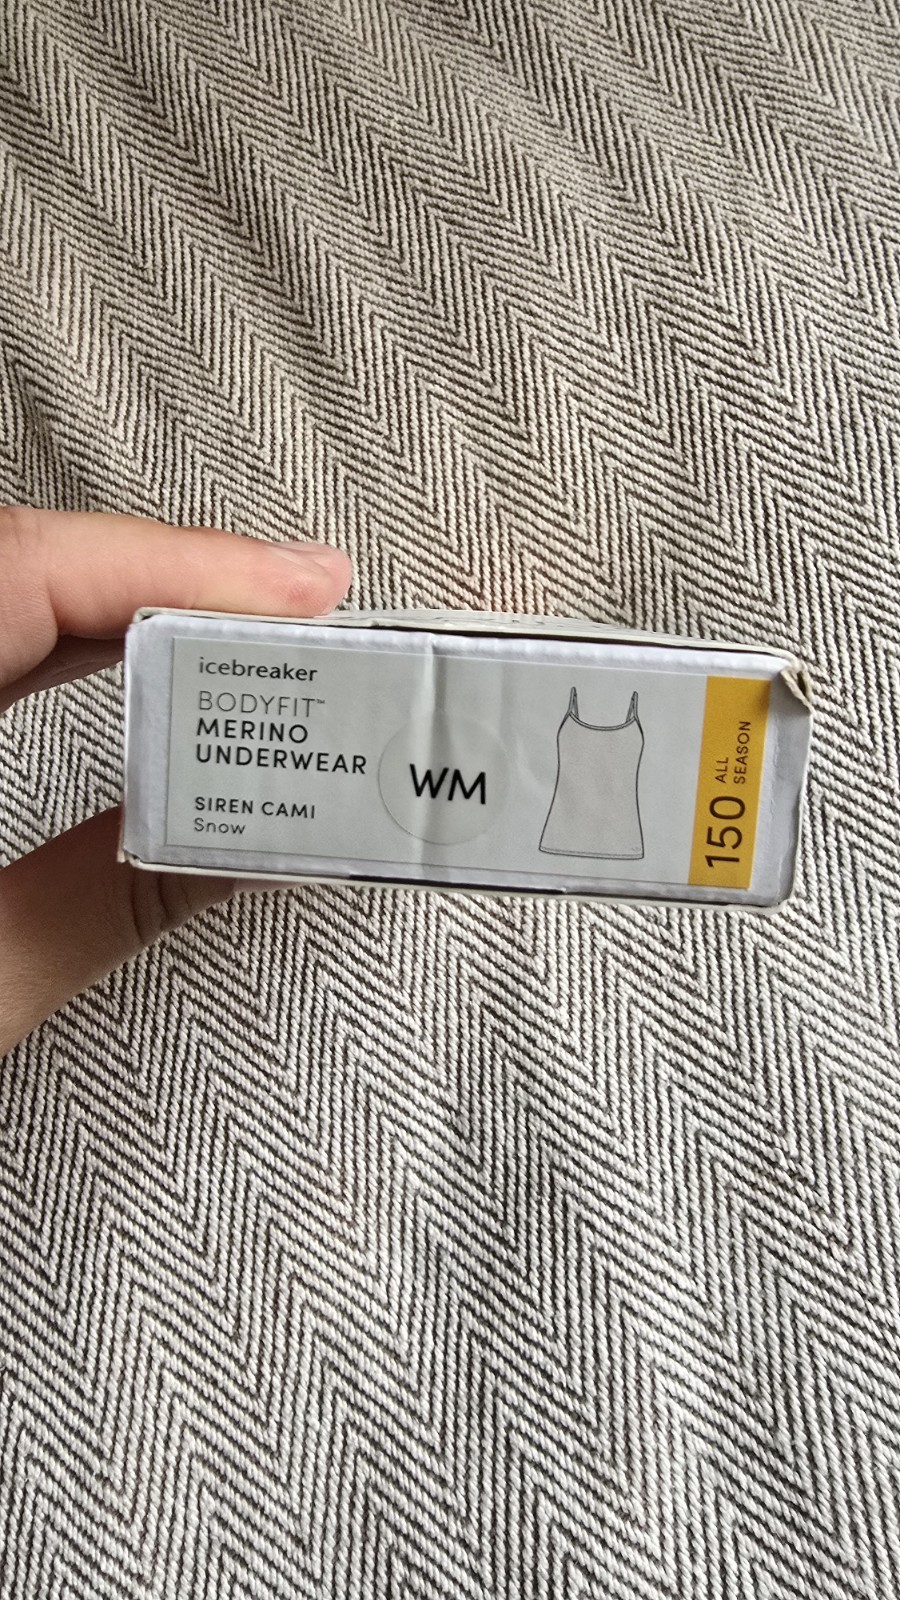 icebreaker
BODYFIT™
MERINO
UNDERWEAR
SIREN CAMI
Snow
WM
150 ALL
SEASON